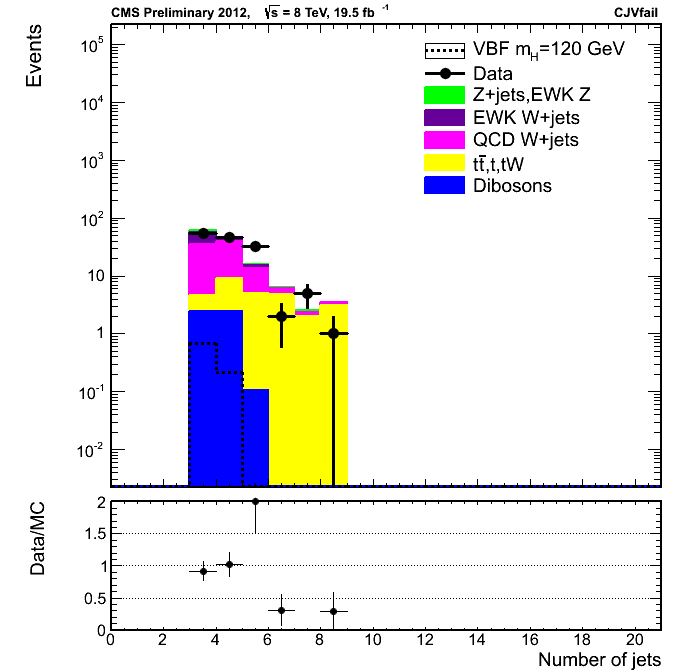 CMS Preliminary 2012, √s = 8 TeV, 19.5 fb⁻¹ CJVfail
Events
10⁵
10⁴
10³
10²
10
1
10⁻¹
10⁻²
VBF m_H=120 GeV
Data
Z+jets,EWK Z
EWK W+jets
QCD W+jets
tt̄,t,tW
Dibosons
Data/MC
2
1.5
1
0.5
0
0 2 4 6 8 10 12 14 16 18 20
Number of jets